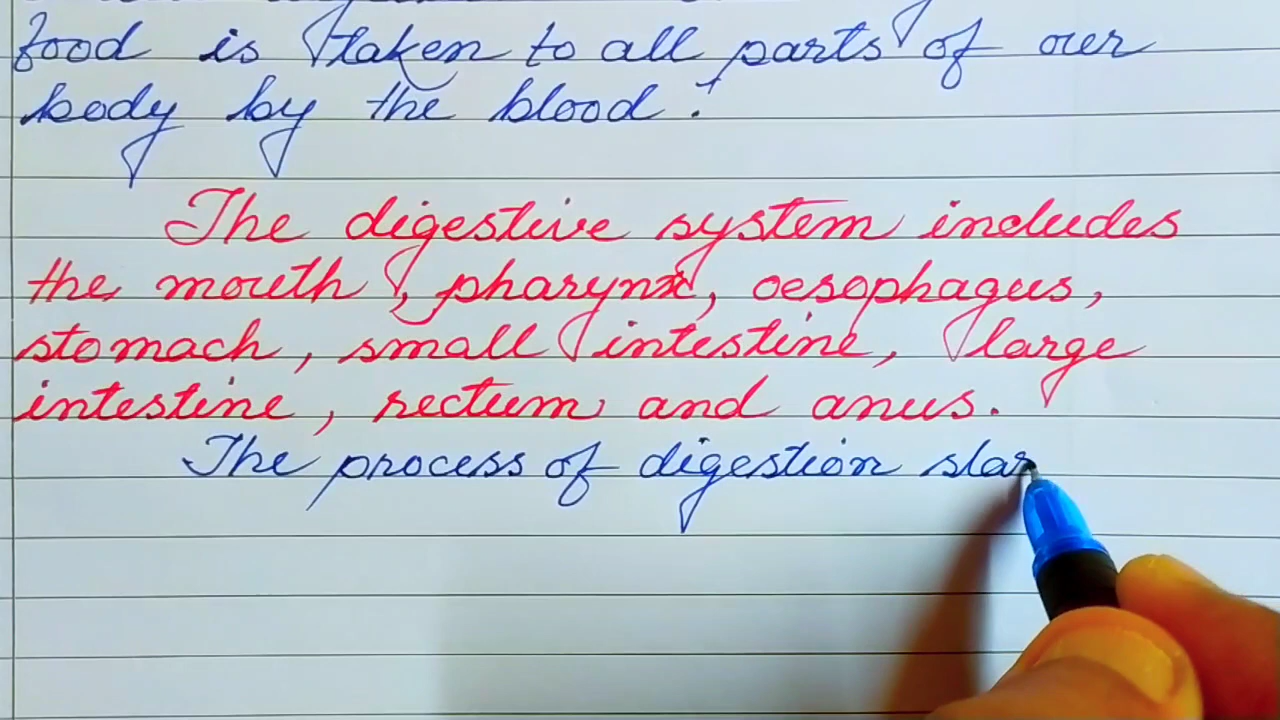 food is taken to all parts of our
body by the blood.
The digestive system includes
the mouth, pharynx, oesophagus,
stomach, small intestine, large
intestine, rectum and anus.
The process of digestion star